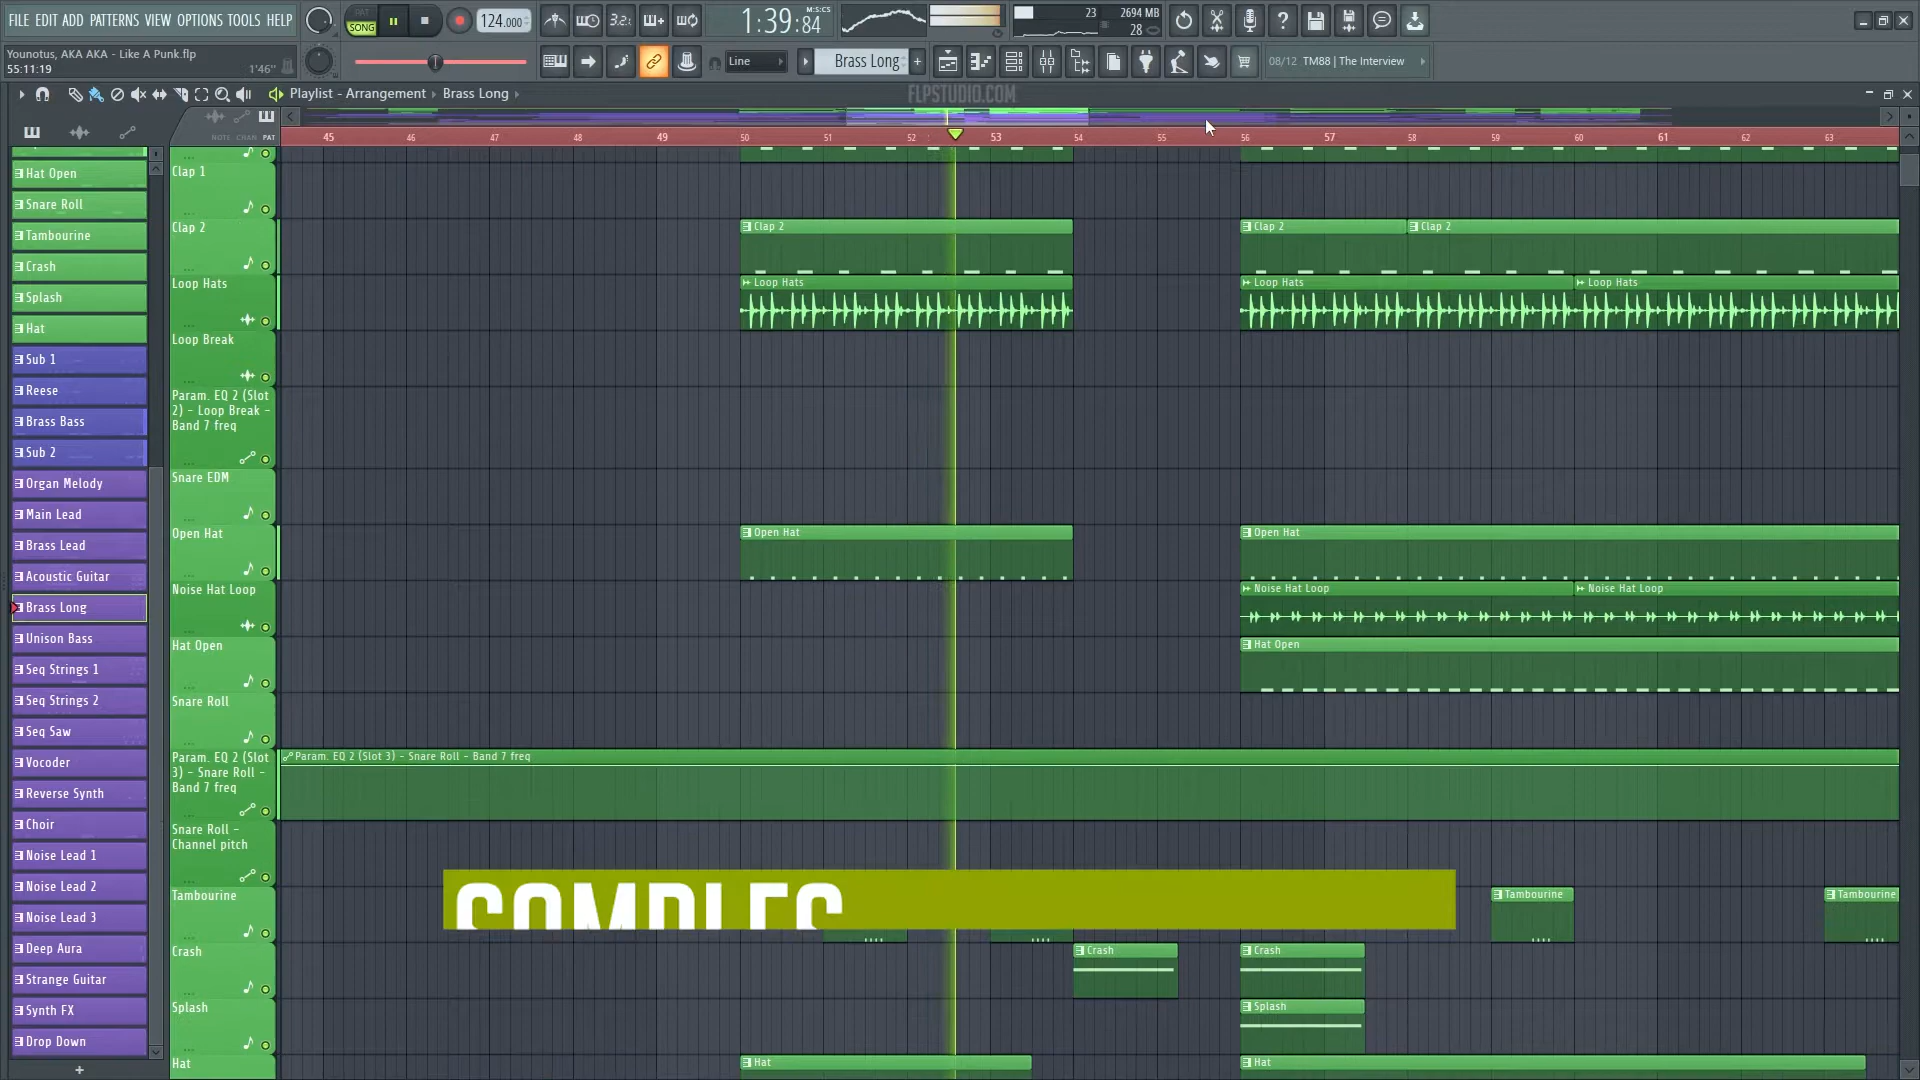 FILE EDIT ADD PATTERNS VIEW OPTIONS TOOLS HELP
PAT
SONG
124.000
3.2.
1:39:84
M:S:CS
23
2694 MB
28
Younotus, AKA AKA - Like A Punk.flp
55:11:19
1'46"
Line
Brass Long
08/12 TM88 | The Interview
Playlist - Arrangement
Brass Long
FLPSTUDIO.COM
NOTE CHAN PAT
45 46 47 48 49 50 51 52 53 54 55 56 57 58 59 60 61 62 63
Hat Open
Snare Roll
Tambourine
Crash
Splash
Hat
Sub 1
Reese
Brass Bass
Sub 2
Organ Melody
Main Lead
Brass Lead
Acoustic Guitar
Brass Long
Unison Bass
Seq Strings 1
Seq Strings 2
Seq Saw
Vocoder
Reverse Synth
Choir
Noise Lead 1
Noise Lead 2
Noise Lead 3
Deep Aura
Strange Guitar
Synth FX
Drop Down
+
Clap 1
Clap 2
Clap 2
Clap 2
Clap 2
Loop Hats
Loop Hats
Loop Hats
Loop Hats
Loop Break
Param. EQ 2 (Slot
2) - Loop Break -
Band 7 freq
Snare EDM
Open Hat
Open Hat
Open Hat
Noise Hat Loop
Noise Hat Loop
Noise Hat Loop
Hat Open
Hat Open
Snare Roll
Param. EQ 2 (Slot
3) - Snare Roll -
Band 7 freq
Param. EQ 2 (Slot 3) - Snare Roll - Band 7 freq
Snare Roll -
Channel pitch
Tambourine
Tambourine
Tambourine
Crash
Crash
Crash
Splash
Splash
Hat
Hat
Hat